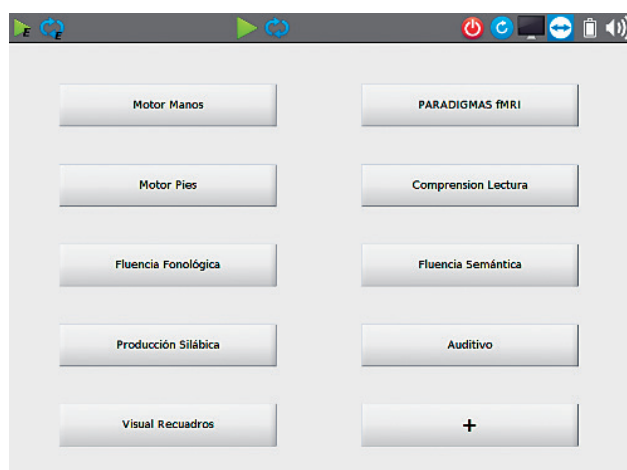 E E
Motor Manos
PARADIGMAS fMRI
Motor Pies
Comprension Lectura
Fluencia Fonológica
Fluencia Semántica
Producción Silábica
Auditivo
Visual Recuadros
+